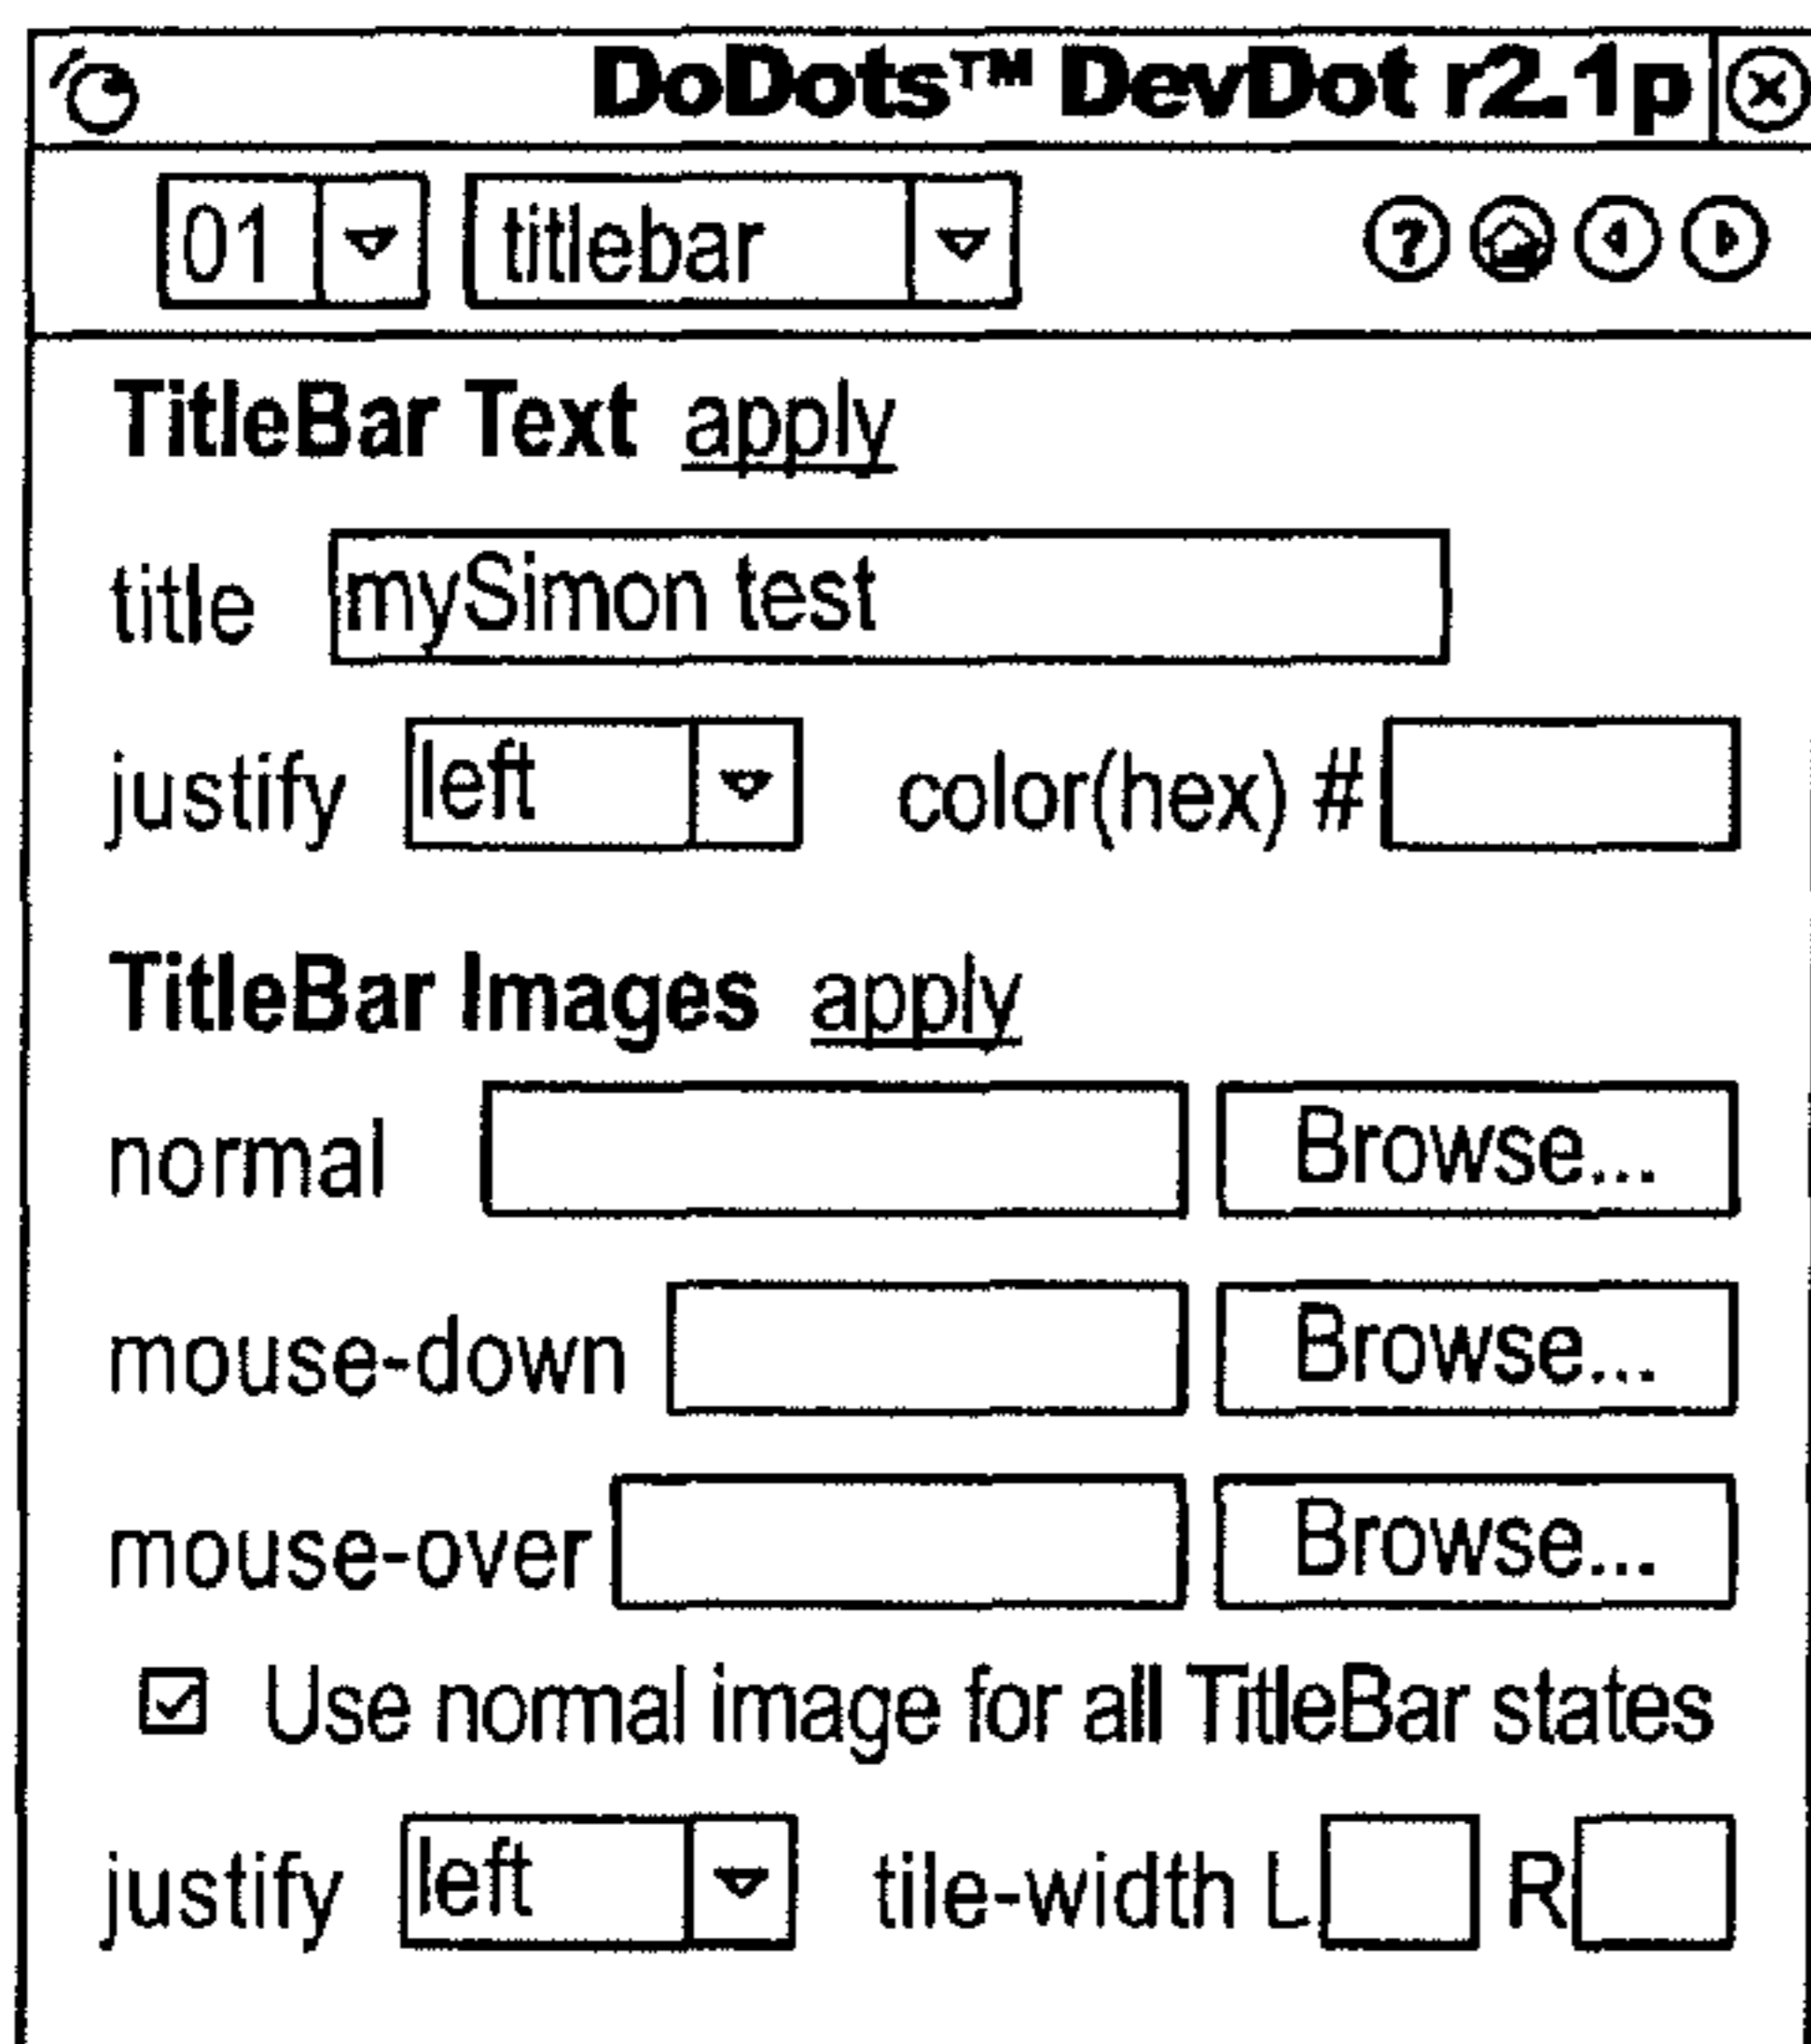 DoDots™ DevDot r2.1p
01 titlebar ?
TitleBar Text apply
title mySimon test
justify left color(hex) #
TitleBar Images apply
normal Browse...
mouse-down Browse...
mouse-over Browse...
Use normal image for all TitleBar states
justify left tile-width L R